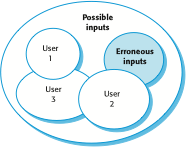 Possible
inputs
User
1
Erroneous
inputs
User
3
User
2